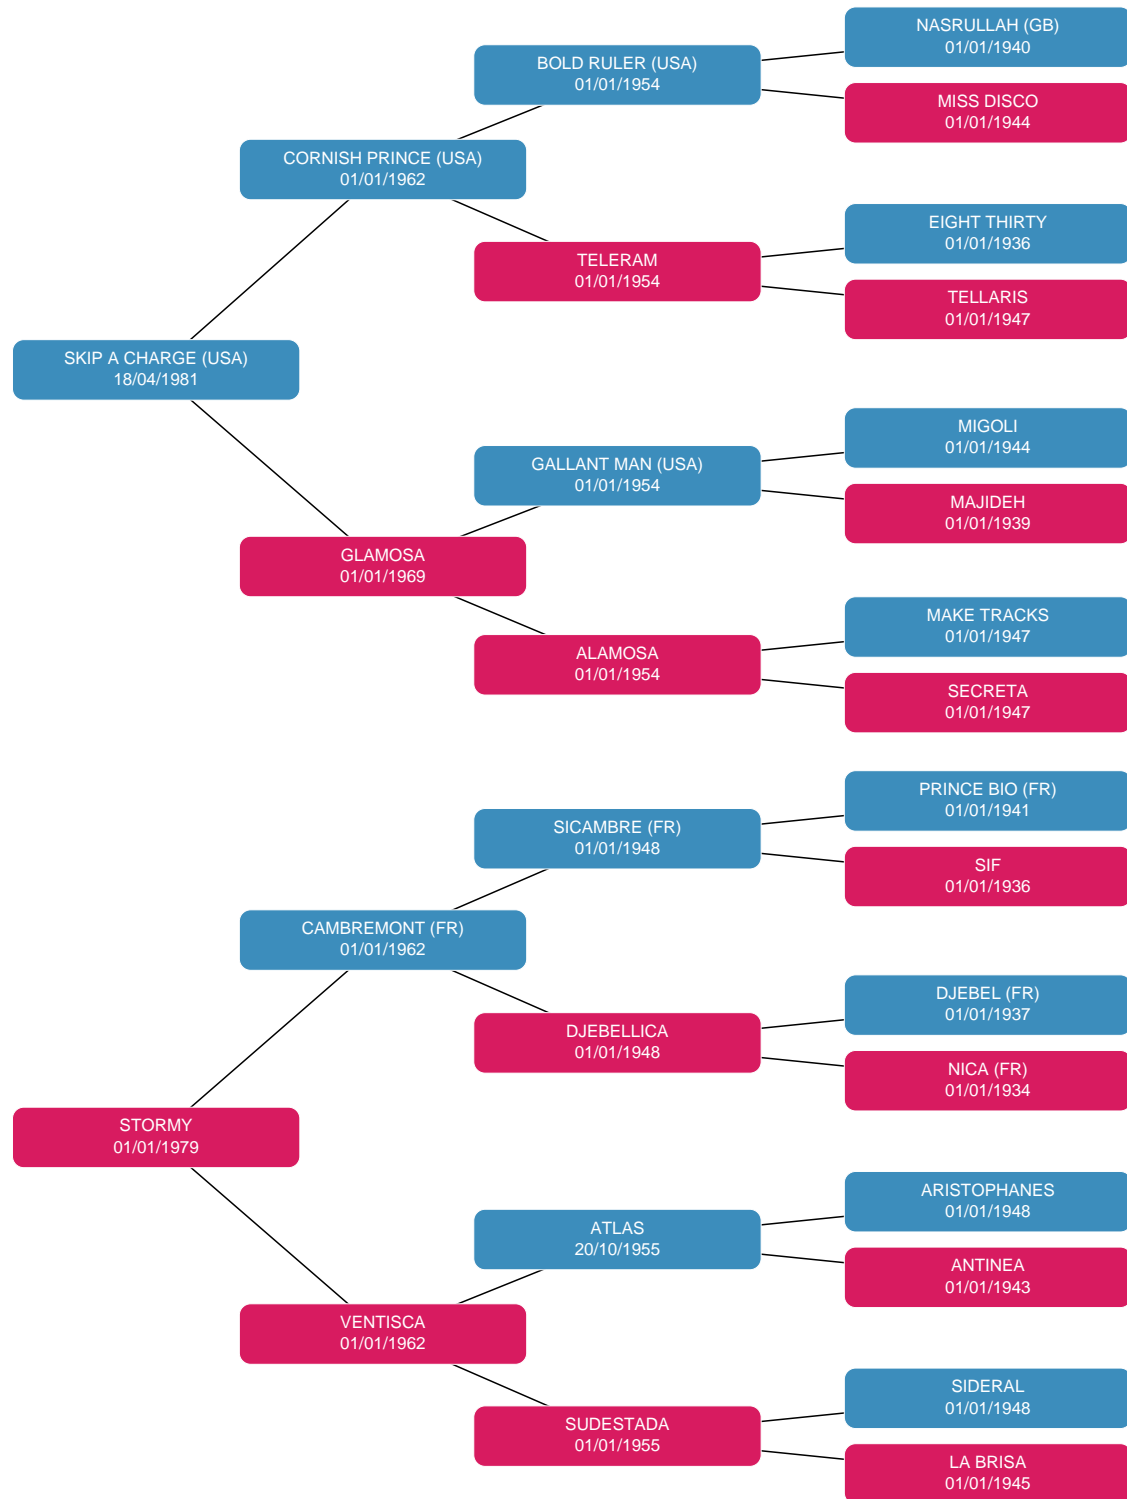 NASRULLAH (GB)
01/01/1940
BOLD RULER (USA)
01/01/1954
MISS DISCO
01/01/1944
CORNISH PRINCE (USA)
01/01/1962
EIGHT THIRTY
01/01/1936
TELERAM
01/01/1954
TELLARIS
01/01/1947
SKIP A CHARGE (USA)
18/04/1981
MIGOLI
01/01/1944
GALLANT MAN (USA)
01/01/1954
MAJIDEH
01/01/1939
GLAMOSA
01/01/1969
MAKE TRACKS
01/01/1947
ALAMOSA
01/01/1954
SECRETA
01/01/1947
PRINCE BIO (FR)
01/01/1941
SICAMBRE (FR)
01/01/1948
SIF
01/01/1936
CAMBREMONT (FR)
01/01/1962
DJEBEL (FR)
01/01/1937
DJEBELLICA
01/01/1948
NICA (FR)
01/01/1934
STORMY
01/01/1979
ARISTOPHANES
01/01/1948
ATLAS
20/10/1955
ANTINEA
01/01/1943
VENTISCA
01/01/1962
SIDERAL
01/01/1948
SUDESTADA
01/01/1955
LA BRISA
01/01/1945